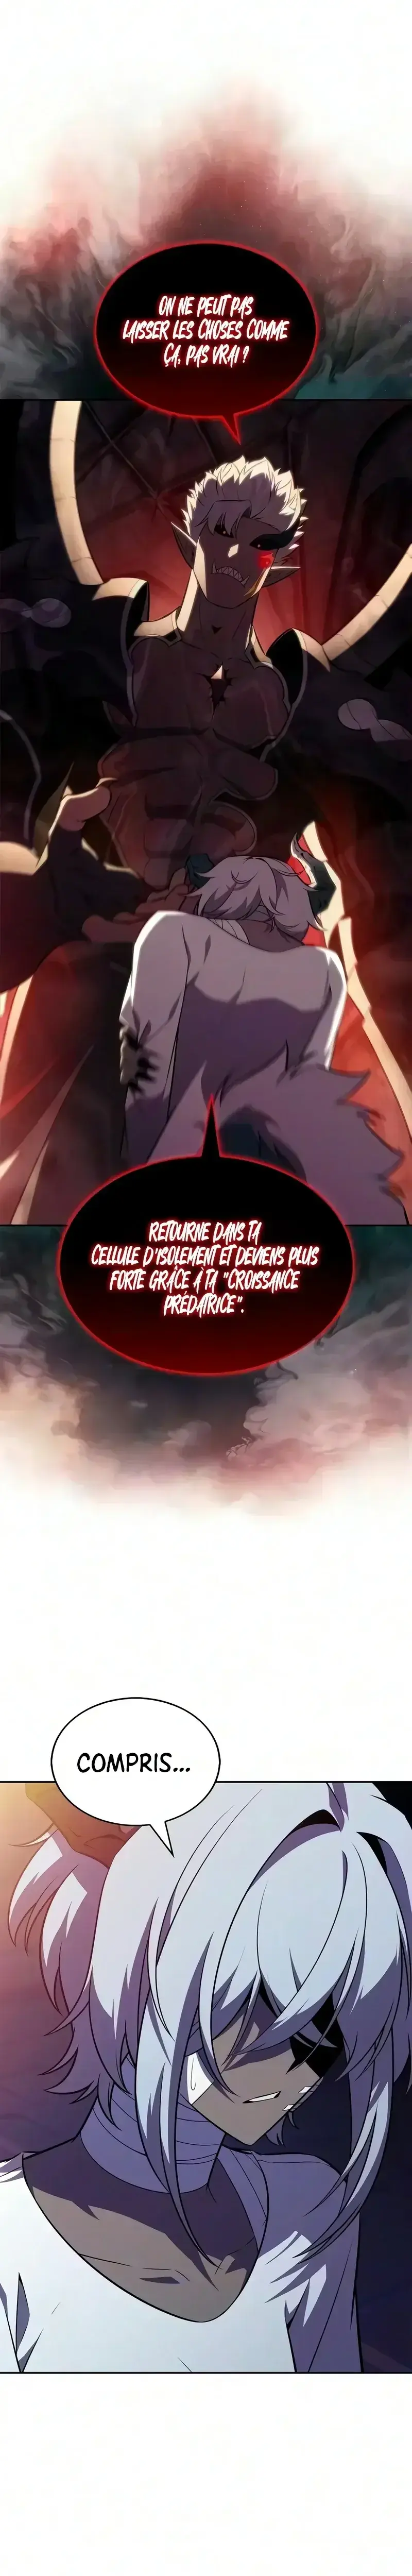 ON NE PEUT PAS
LAISSER LES CHOSES COMME
ÇA, PAS VRAI ?
RETOURNE DANS TA
CELLULE D'ISOLEMENT ET DEVIENS PLUS
FORTE GRÂCE À TA "CROISSANCE
PRÉDATRICE".
COMPRIS...